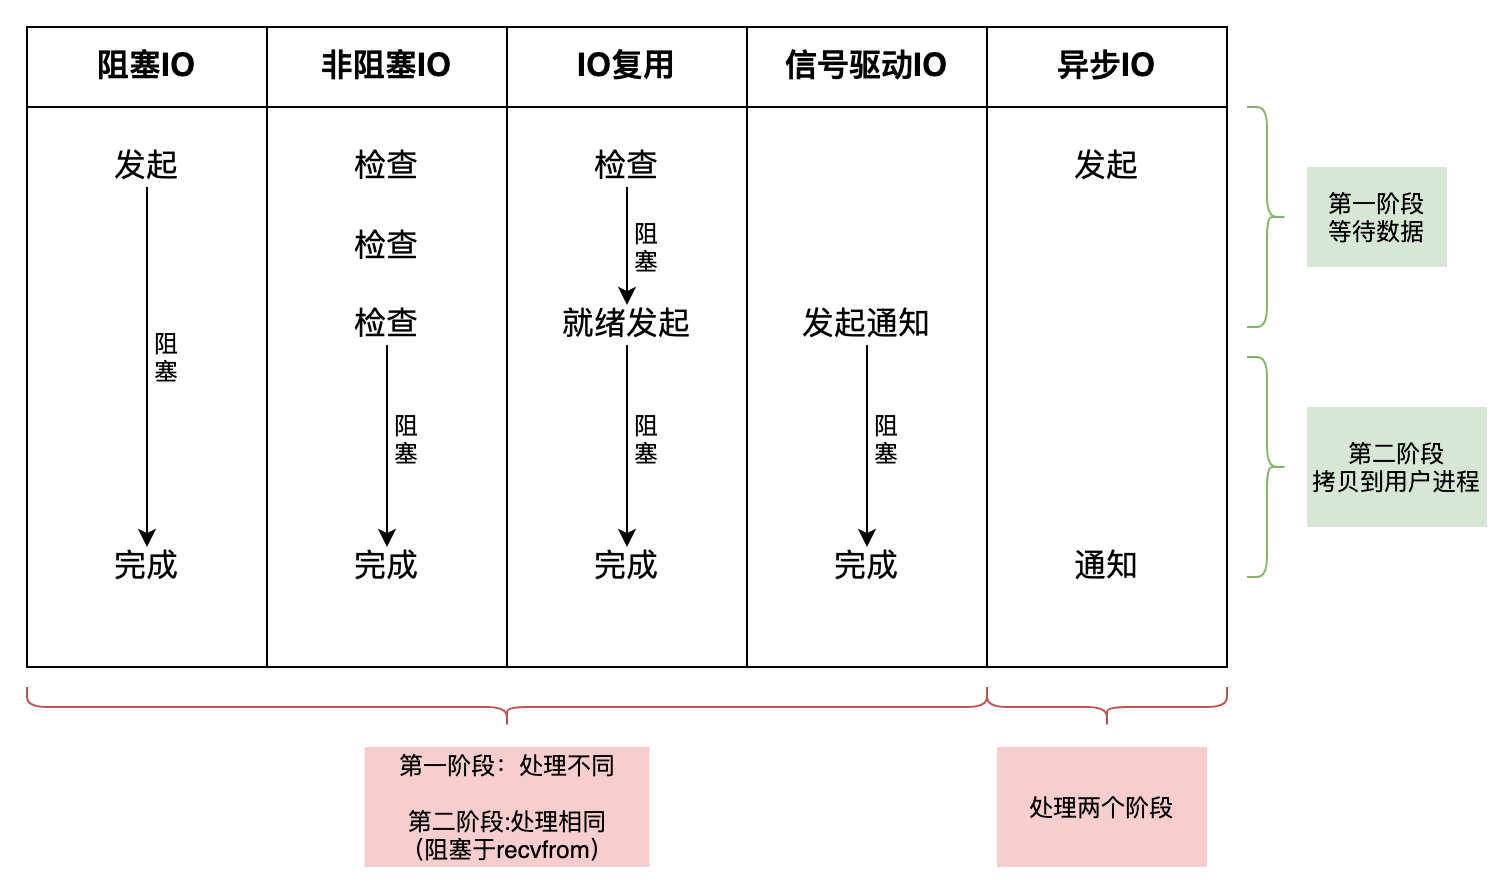 阻塞IO
非阻塞IO
IO复用
信号驱动IO
异步IO
发起
检查
检查
发起
阻
塞
检查
检查
就绪发起
发起通知
阻
塞
阻
塞
阻
塞
阻
塞
完成
完成
完成
完成
通知
第一阶段
等待数据
第二阶段
拷贝到用户进程
第一阶段：处理不同
第二阶段:处理相同
（阻塞于recvfrom）
处理两个阶段